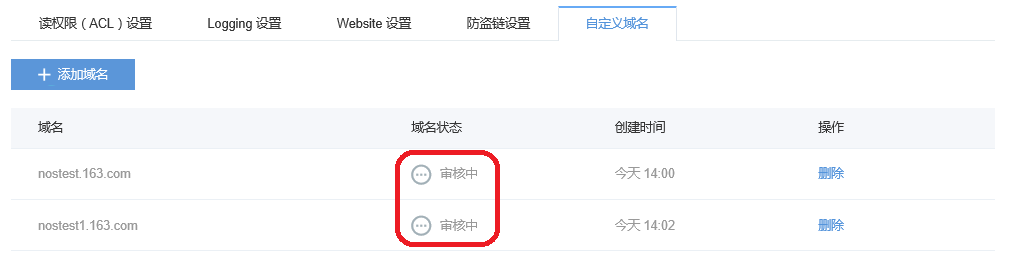 读权限（ACL）设置 Logging 设置 Website 设置 防盗链设置 自定义域名
添加域名
域名 域名状态 创建时间 操作
nostest.163.com 审核中 今天 14:00 删除
nostest1.163.com 审核中 今天 14:02 删除